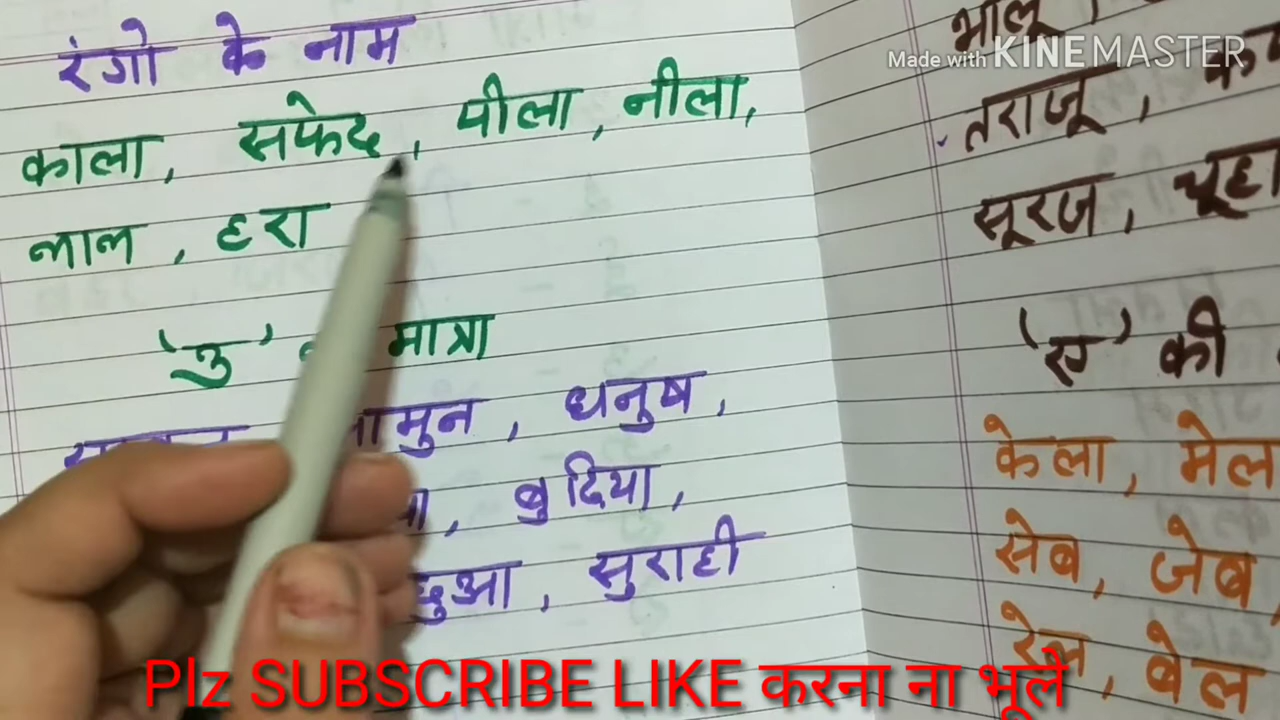 रंगो के नाम
काला, सफेद, पीला, नीला,
लाल, हरा
'उ' मात्रा
धनुष,
बुदिया,
सुराही
भालू,
तराजू,
सूरज, चूहा
'ए' की
केला, मेल
सेब, जेब,
रेल, बेल
Made with KINEMASTER
Plz SUBSCRIBE LIKE करना ना भूलें